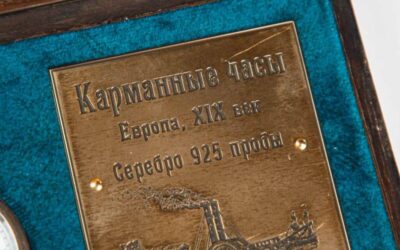 Карманные часы
Европа, XIX век
Серебро 925 пробы